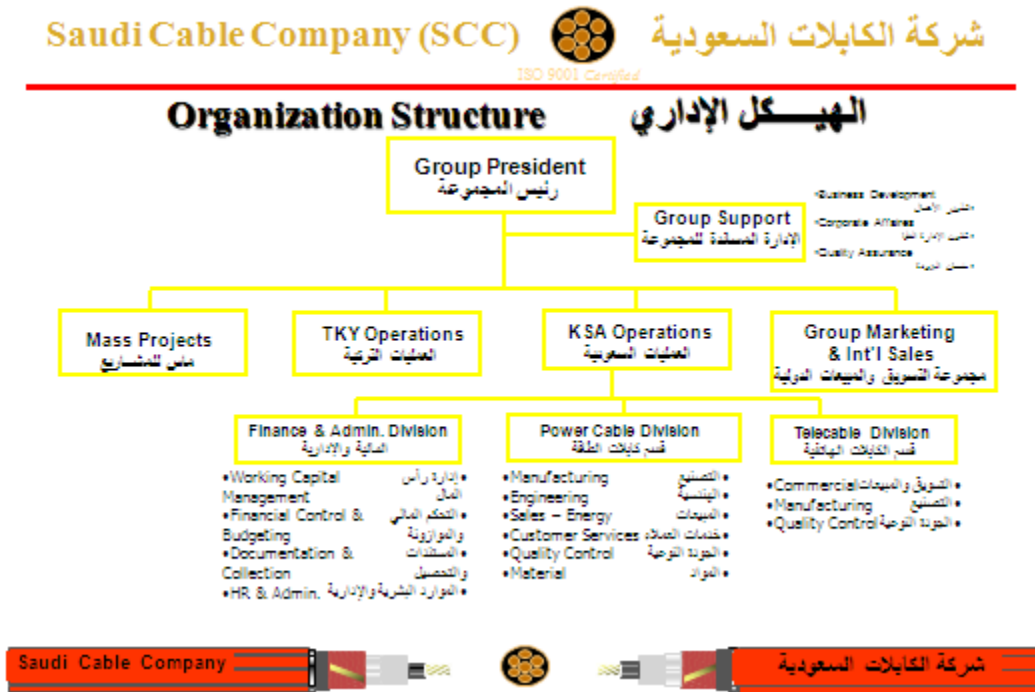 Saudi Cable Company (SCC)
شركة الكابلات السعودية
ISO 9001 Certified
Organization Structure
الهيــــكل الإداري
Group President
رئيس المجموعة
Group Support
الإدارة المساندة للمجموعة
•Business Development
•Corporate Affaires
•Quality Assurance
Mass Projects
ماس للمشاريع
TKY Operations
العمليات التركية
KSA Operations
العمليات السعودية
Group Marketing
& Int'l Sales
مجموعة التسويق والمبيعات الدولية
Finance & Admin. Division
المالية والإدارية
•Working Capital
Management
•Financial Control &
Budgeting
•Documentation &
Collection
•HR & Admin.
•إدارة رأس
المال
•التحكم المالي
والموازونة
•المستندات
والتحصيل
•الموارد البشرية والإدارية
Power Cable Division
قسم كابلات الطاقة
•Manufacturing
•Engineering
•Sales – Energy
•Customer Services
•Quality Control
•Material
•التصنيع
•الهندسية
•المبيعات
•خدمات العملاء
•الجودة النوعية
•المواد
Telecable Division
قسم الكابلات الهاتفية
•Commercial
•Manufacturing
•Quality Control
•التسويق والمبيعات
•التصنيع
•الجودة النوعية
Saudi Cable Company
شركة الكابلات السعودية